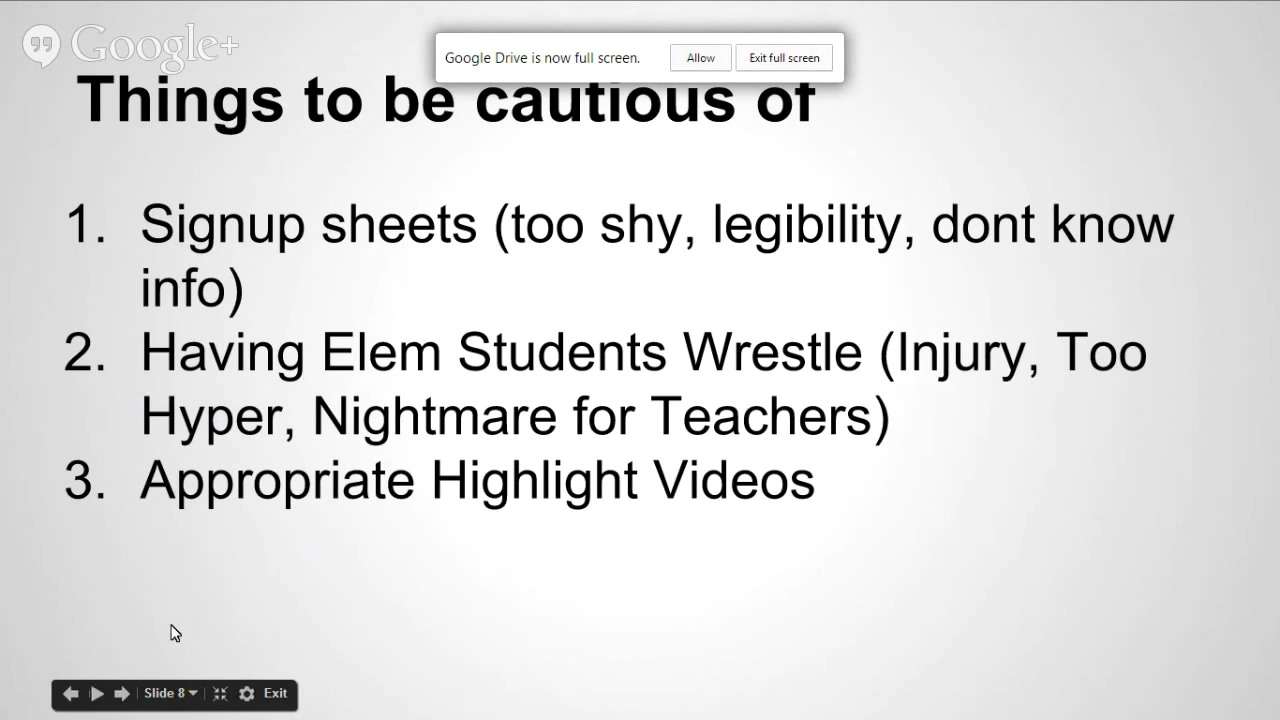 Google+
Google Drive is now full screen.
Allow
Exit full screen
Things to be cautious of
1. Signup sheets (too shy, legibility, dont know
info)
2. Having Elem Students Wrestle (Injury, Too
Hyper, Nightmare for Teachers)
3. Appropriate Highlight Videos
Slide 8
Exit